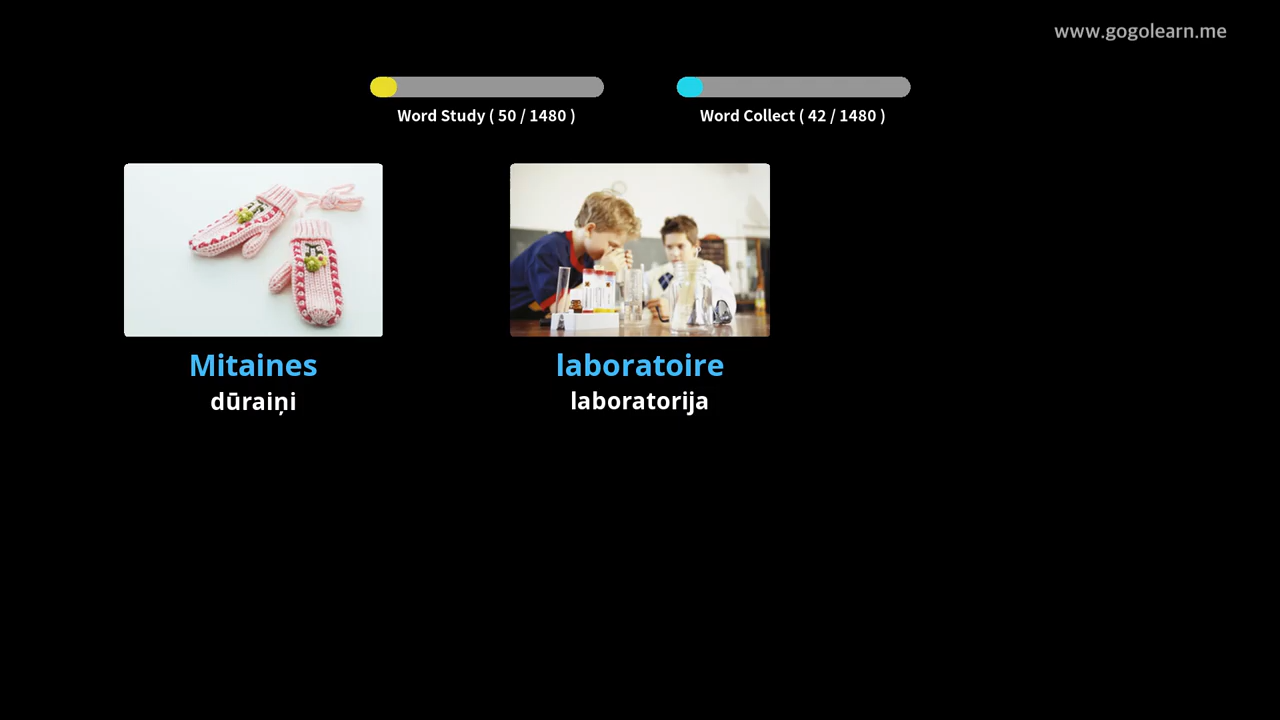 www.gogolearn.me
Word Study ( 50 / 1480 )
Word Collect ( 42 / 1480 )
Mitaines
dūraiņi
laboratoire
laboratorija